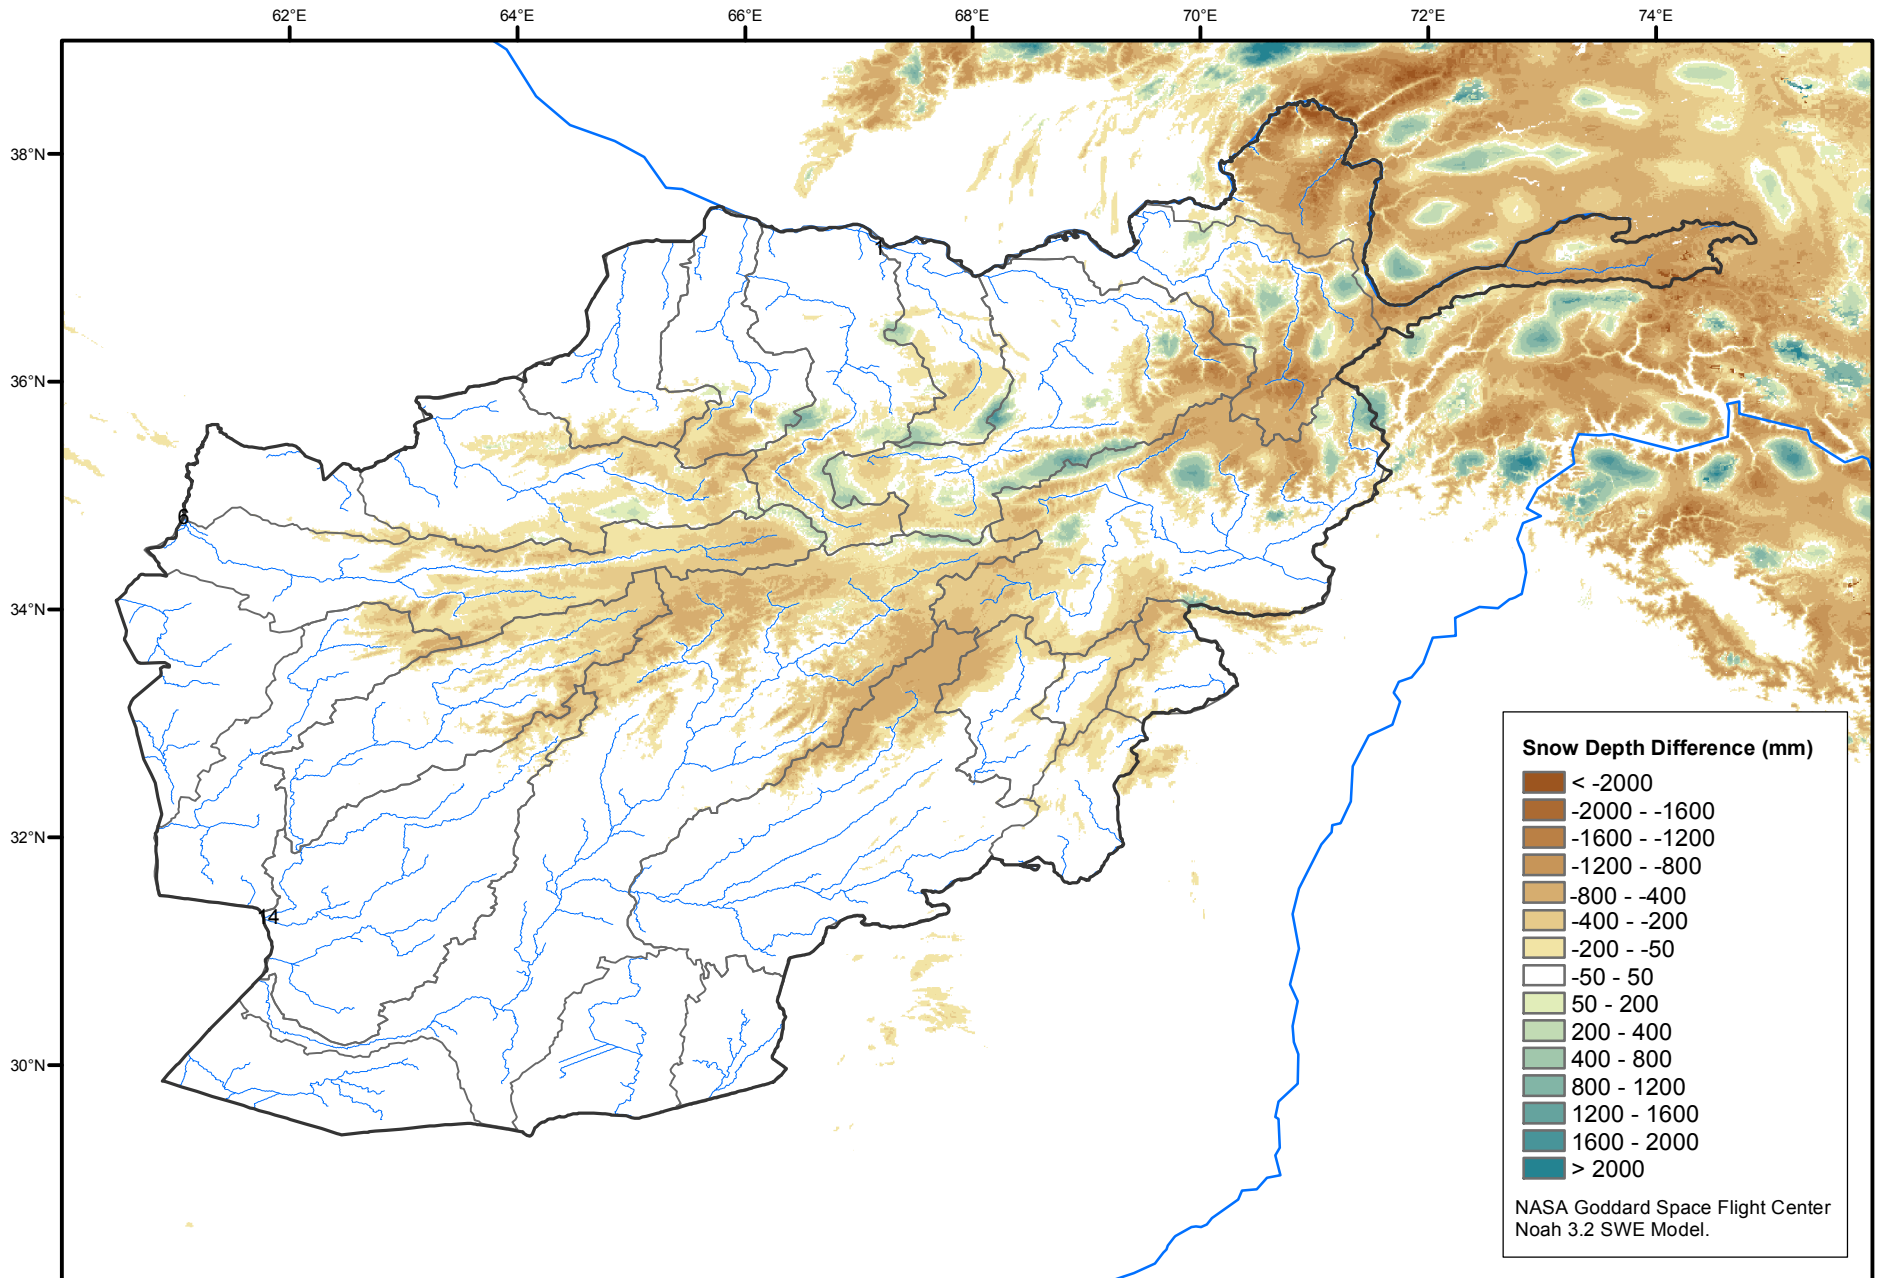 62°E 64°E 66°E 68°E 70°E 72°E 74°E
38°N
1
36°N
6
34°N
32°N
14
30°N
Snow Depth Difference (mm)
< -2000
-2000 - -1600
-1600 - -1200
-1200 - -800
-800 - -400
-400 - -200
-200 - -50
-50 - 50
50 - 200
200 - 400
400 - 800
800 - 1200
1200 - 1600
1600 - 2000
> 2000
NASA Goddard Space Flight Center
Noah 3.2 SWE Model.